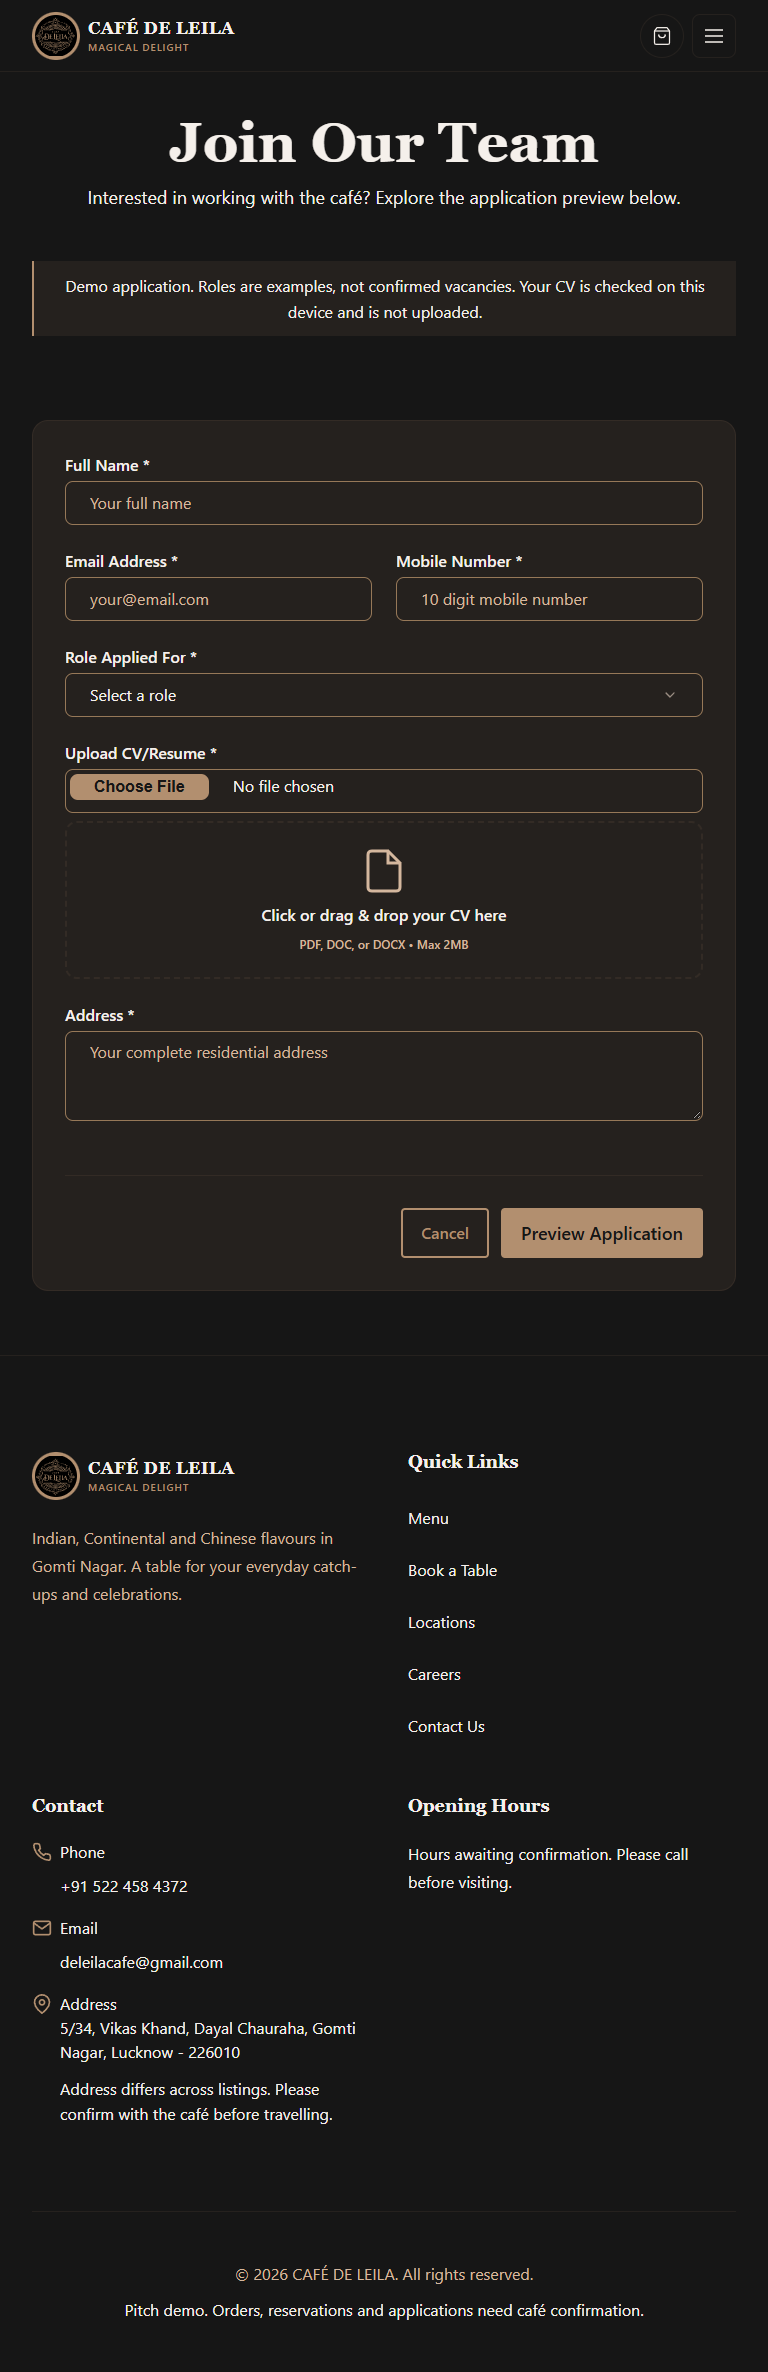 CAFÉ DE LEILA
MAGICAL DELIGHT
Join Our Team
Interested in working with the café? Explore the application preview below.
Demo application. Roles are examples, not confirmed vacancies. Your CV is checked on this
device and is not uploaded.
Full Name *
Your full name
Email Address *
Mobile Number *
your@email.com
10 digit mobile number
Role Applied For *
Select a role
Upload CV/Resume *
Choose File
No file chosen
Click or drag & drop your CV here
PDF, DOC, or DOCX • Max 2MB
Address *
Your complete residential address
Cancel
Preview Application
CAFÉ DE LEILA
MAGICAL DELIGHT
Indian, Continental and Chinese flavours in
Gomti Nagar. A table for your everyday catch-
ups and celebrations.
Quick Links
Menu
Book a Table
Locations
Careers
Contact Us
Contact
Phone
+91 522 458 4372
Email
deleilacafe@gmail.com
Address
5/34, Vikas Khand, Dayal Chauraha, Gomti
Nagar, Lucknow - 226010
Address differs across listings. Please
confirm with the café before travelling.
Opening Hours
Hours awaiting confirmation. Please call
before visiting.
© 2026 CAFÉ DE LEILA. All rights reserved.
Pitch demo. Orders, reservations and applications need café confirmation.